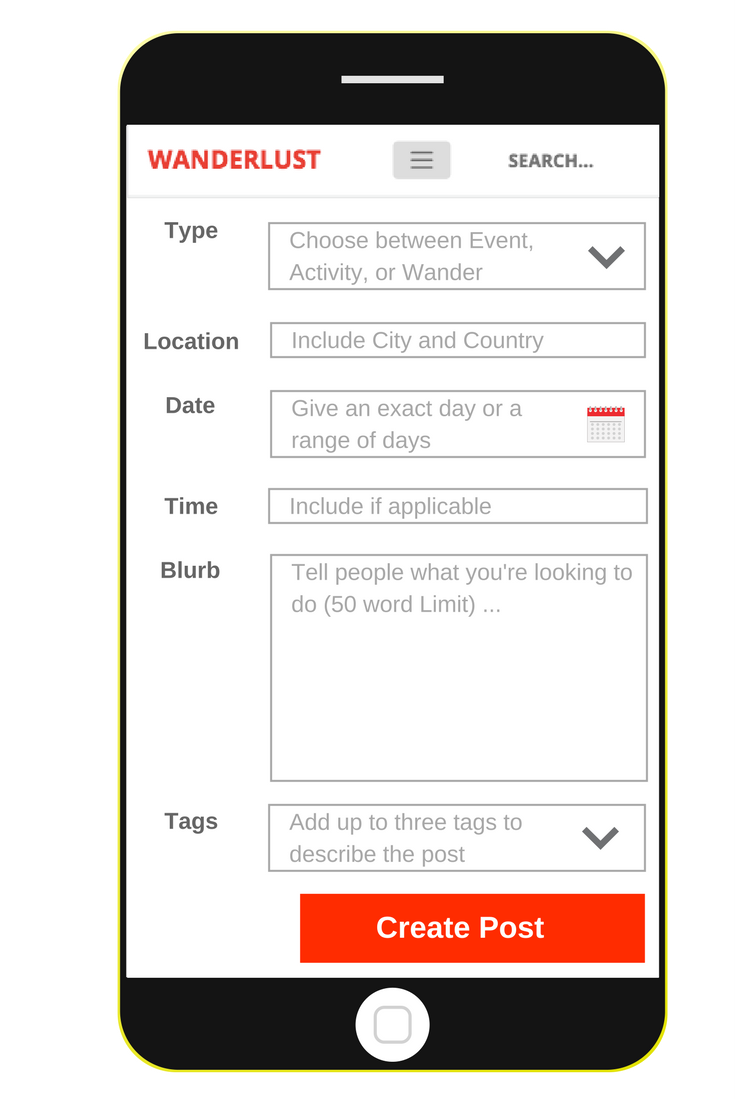 WANDERLUST
SEARCH...
Type
Choose between Event,
Activity, or Wander
Location
Include City and Country
Date
Give an exact day or a
range of days
Time
Include if applicable
Blurb
Tell people what you're looking to
do (50 word Limit) ...
Tags
Add up to three tags to
describe the post
Create Post